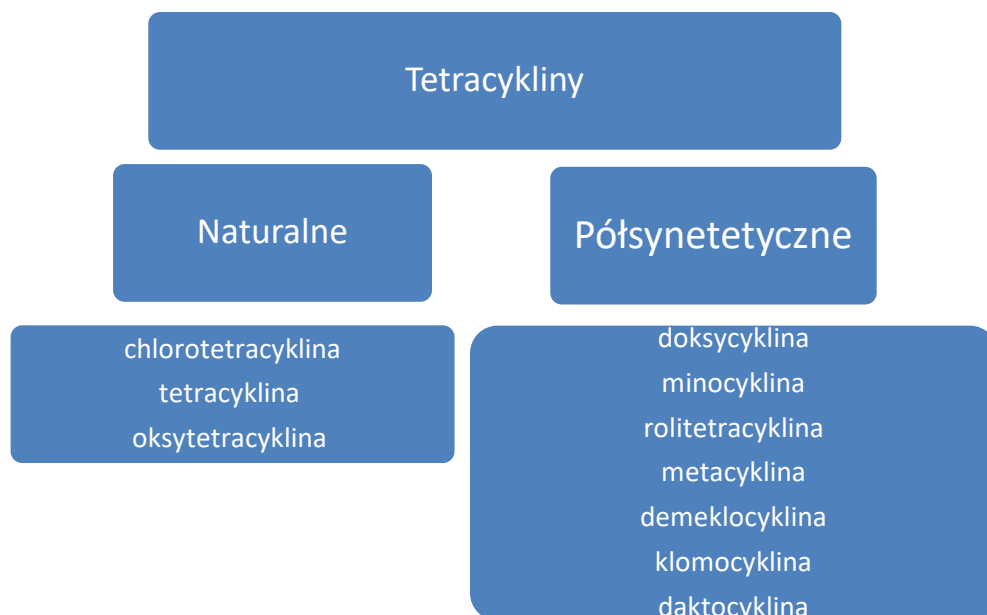 Tetracykliny
Naturalne
Półsynetetyczne
chlorotetracyklina
tetracyklina
oksytetracyklina
doksycyklina
minocyklina
rolitetracyklina
metacyklina
demeklocyklina
klomocyklina
daktocyklina